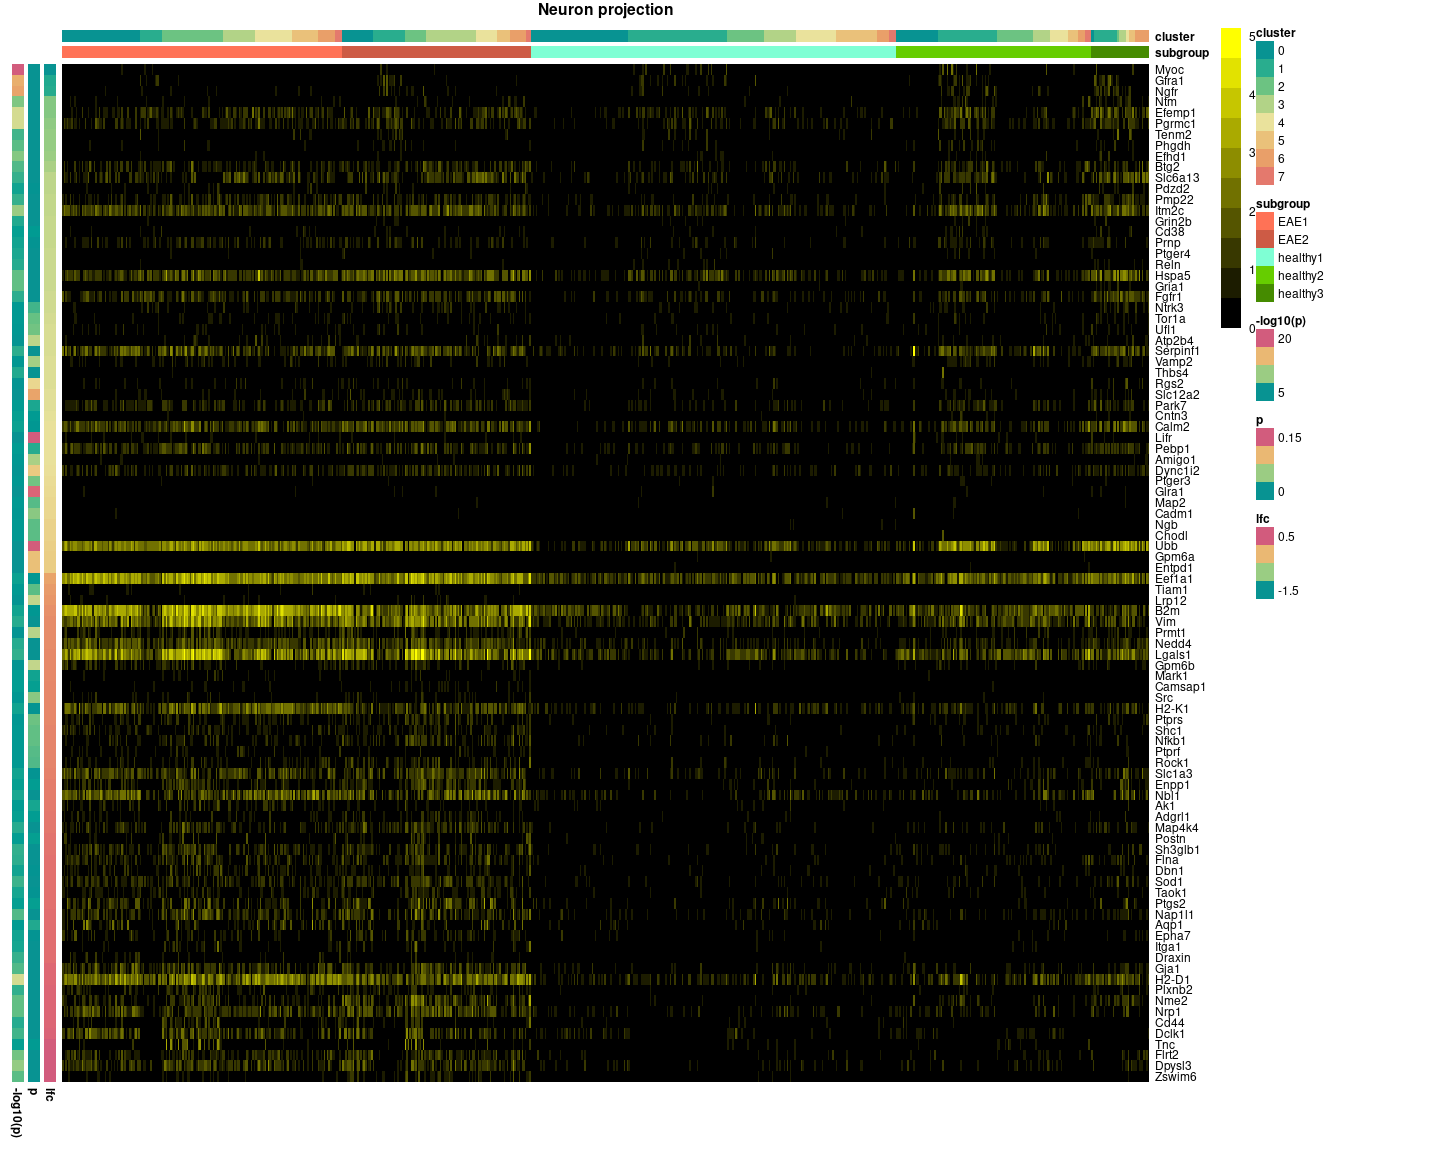 Neuron projection
cluster
subgroup
Myoc
Gfra1
Ngfr
Ntm
Efemp1
Pgrmc1
Tenm2
Phgdh
Efhd1
Btg2
Slc6a13
Pdzd2
Pmp22
Itm2c
Grin2b
Cd38
Prnp
Ptger4
Reln
Hspa5
Gria1
Fgfr1
Ntrk3
Tor1a
Ufl1
Atp2b4
Serpinf1
Vamp2
Thbs4
Rgs2
Slc12a2
Park7
Cntn3
Calm2
Lifr
Pebp1
Amigo1
Dync1i2
Ptger3
Glra1
Map2
Cadm1
Ngb
Chodl
Ubb
Gpm6a
Entpd1
Eef1a1
Tiam1
Lrp12
B2m
Vim
Prmt1
Nedd4
Lgals1
Gpm6b
Mark1
Camsap1
Src
H2-K1
Ptprs
Shc1
Nfkb1
Ptprf
Rock1
Slc1a3
Enpp1
Nbl1
Ak1
Adgrl1
Map4k4
Postn
Sh3glb1
Flna
Dbn1
Sod1
Taok1
Ptgs2
Nap1l1
Aqp1
Epha7
Itga1
Draxin
Gja1
H2-D1
Plxnb2
Nme2
Nrp1
Cd44
Dclk1
Tnc
Flrt2
Dpysl3
Zswim6
5
4
3
2
1
0
cluster
0
1
2
3
4
5
6
7
subgroup
EAE1
EAE2
healthy1
healthy2
healthy3
-log10(p)
20
5
p
0.15
0
lfc
0.5
-1.5
-log10(p)
p
lfc